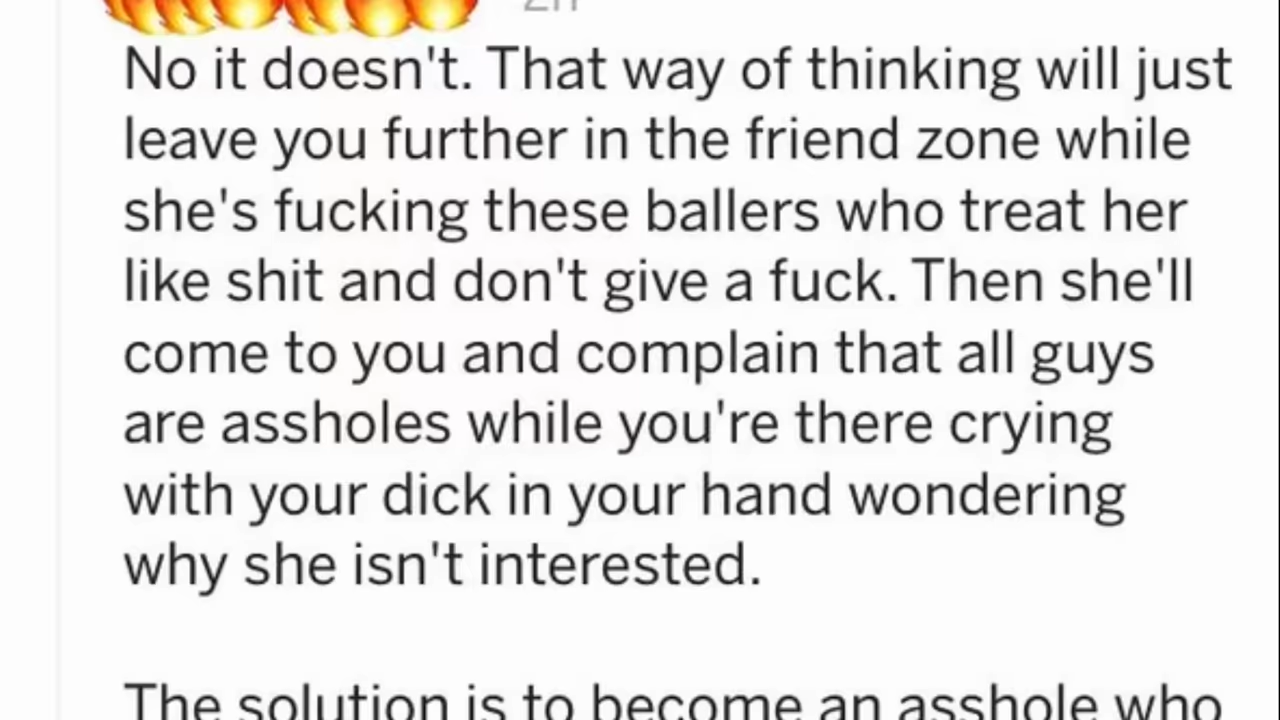 No it doesn't. That way of thinking will just
leave you further in the friend zone while
she's fucking these ballers who treat her
like shit and don't give a fuck. Then she'll
come to you and complain that all guys
are assholes while you're there crying
with your dick in your hand wondering
why she isn't interested.
The solution is to become an asshole who